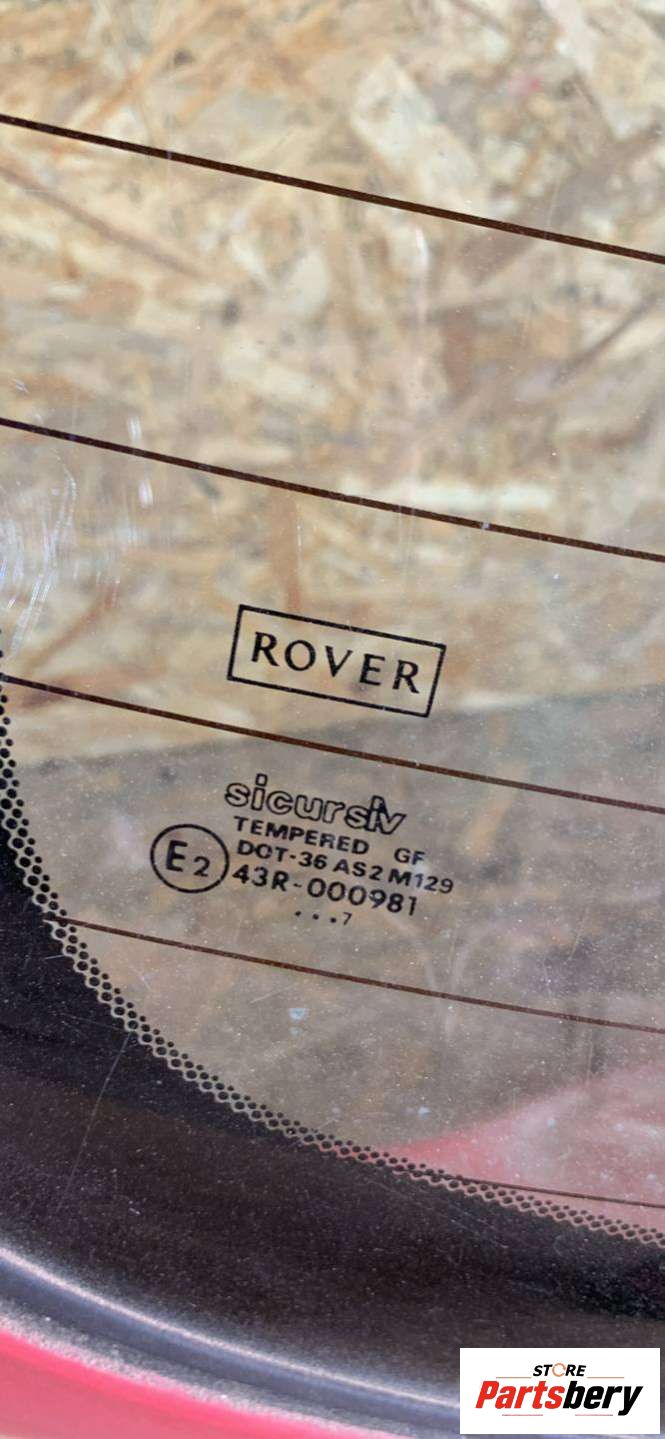 ROVER
sicursiv
TEMPERED GF
DOT-36 AS2 M129
E2
43R-000981
...7
STORE
Partsbery